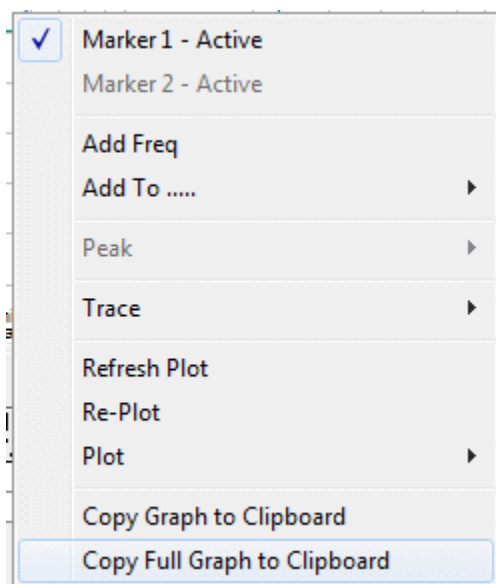 Marker 1 - Active
Marker 2 - Active
Add Freq
Add To .....
Peak
Trace
Refresh Plot
Re-Plot
Plot
Copy Graph to Clipboard
Copy Full Graph to Clipboard